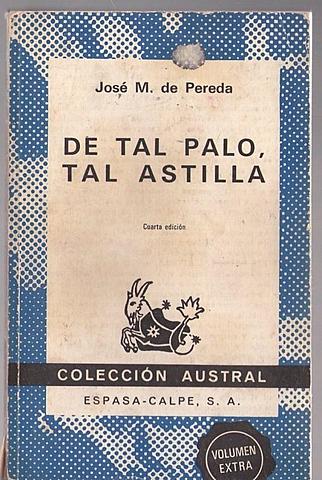 José M. de Pereda
DE TAL PALO,
TAL ASTILLA
Cuarta edición
COLECCIÓN AUSTRAL
ESPASA-CALPE, S. A.
VOLUMEN
EXTRA